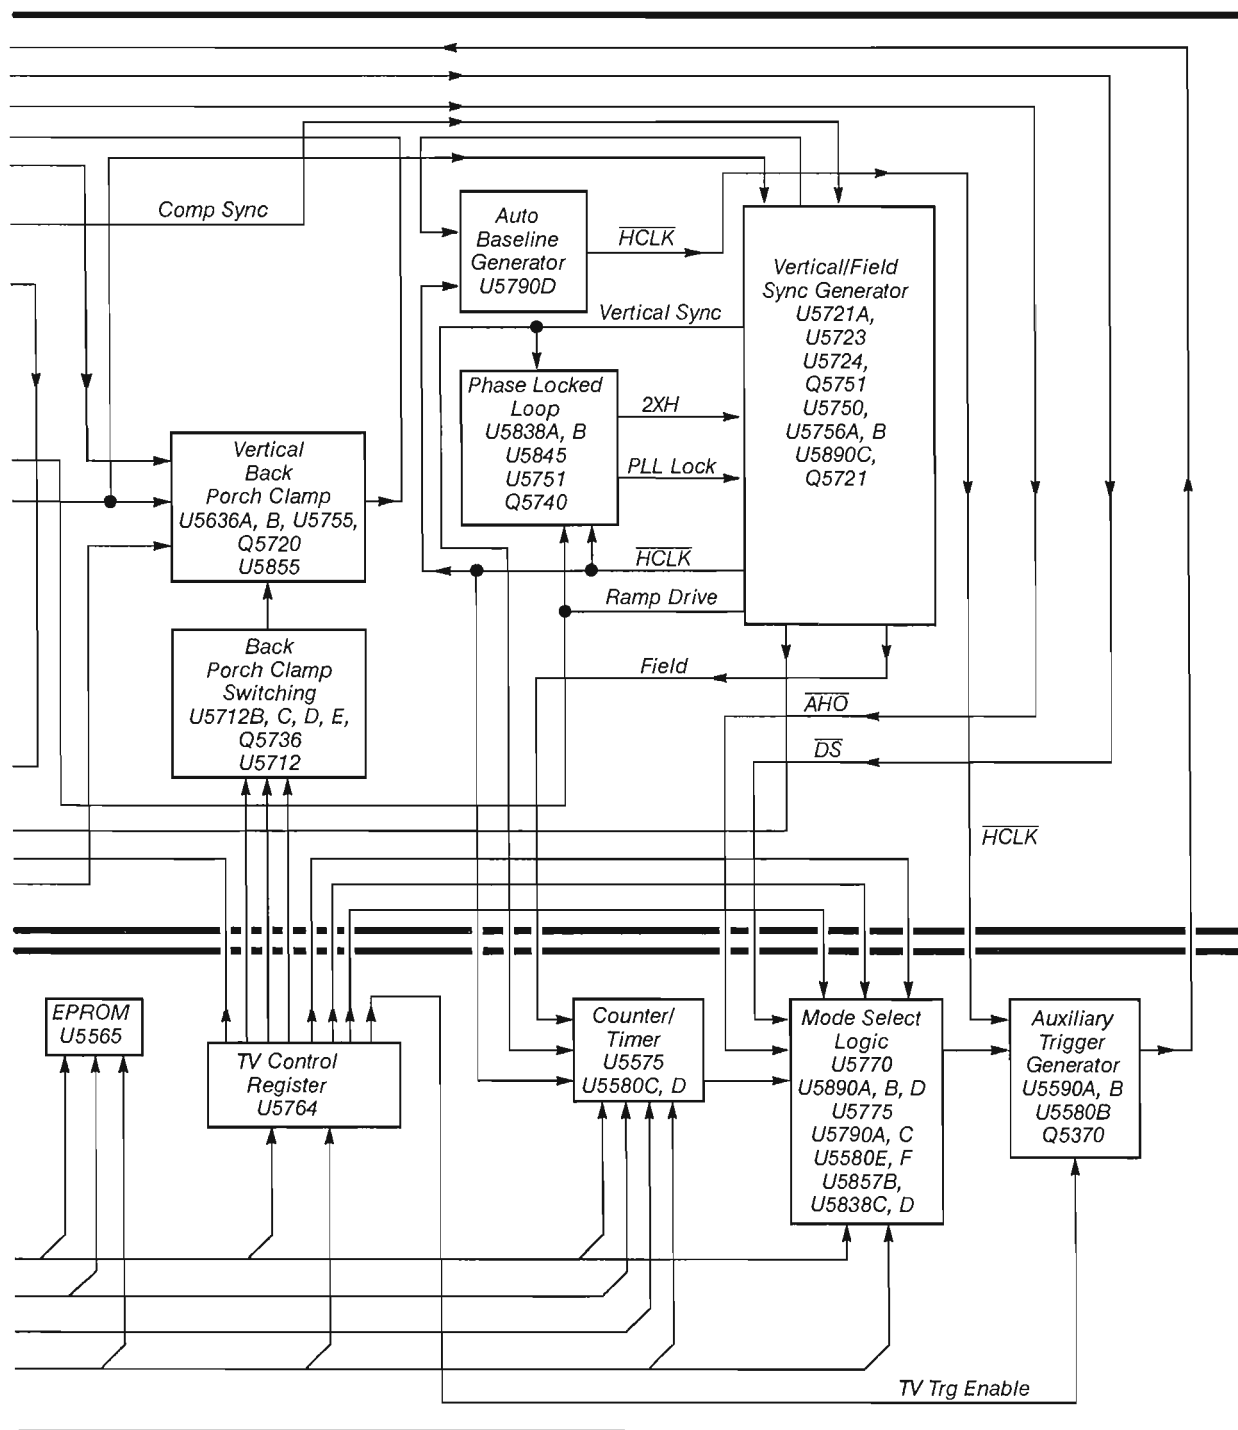 Comp Sync
Auto
Baseline
Generator
U5790D
HCLK
Vertical/Field
Sync Generator
U5721A,
U5723
U5724,
Q5751
U5750,
U5756A, B
U5890C,
Q5721
Vertical Sync
Phase Locked
Loop
U5838A, B
U5845
U5751
Q5740
2XH
PLL Lock
Vertical
Back
Porch Clamp
U5636A, B, U5755,
Q5720
U5855
HCLK
Ramp Drive
Back
Porch Clamp
Switching
U5712B, C, D, E,
Q5736
U5712
Field
AHO
DS
HCLK
EPROM
U5565
TV Control
Register
U5764
Counter/
Timer
U5575
U5580C, D
Mode Select
Logic
U5770
U5890A, B, D
U5775
U5790A, C
U5580E, F
U5857B,
U5838C, D
Auxiliary
Trigger
Generator
U5590A, B
U5580B
Q5370
TV Trg Enable